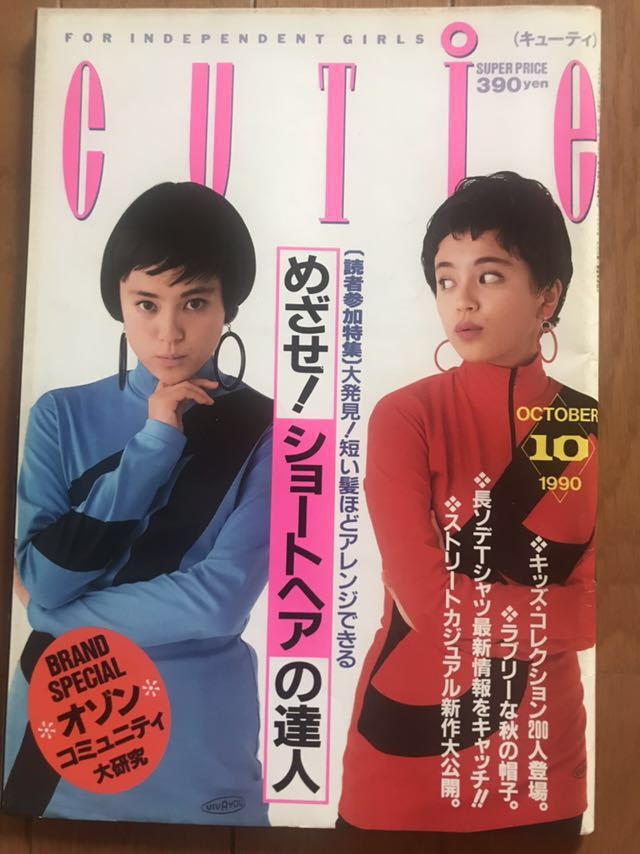 FOR INDEPENDENT GIRLS
(キューティ)
cUTie
SUPER PRICE
390yen
[読者参加特集]大発見!短い髪ほどアレンジできる
めざせ!ショートヘアの達人
OCTOBER
10
1990
❖キッズ・コレクション200人登場。
❖ラブリーな秋の帽子。
❖長ソデTシャツ最新情報をキャッチ!!
❖ストリートカジュアル新作大公開。
BRAND
SPECIAL
オゾン
コミュニティ
大研究
VIVAYOU
VIVAYOU